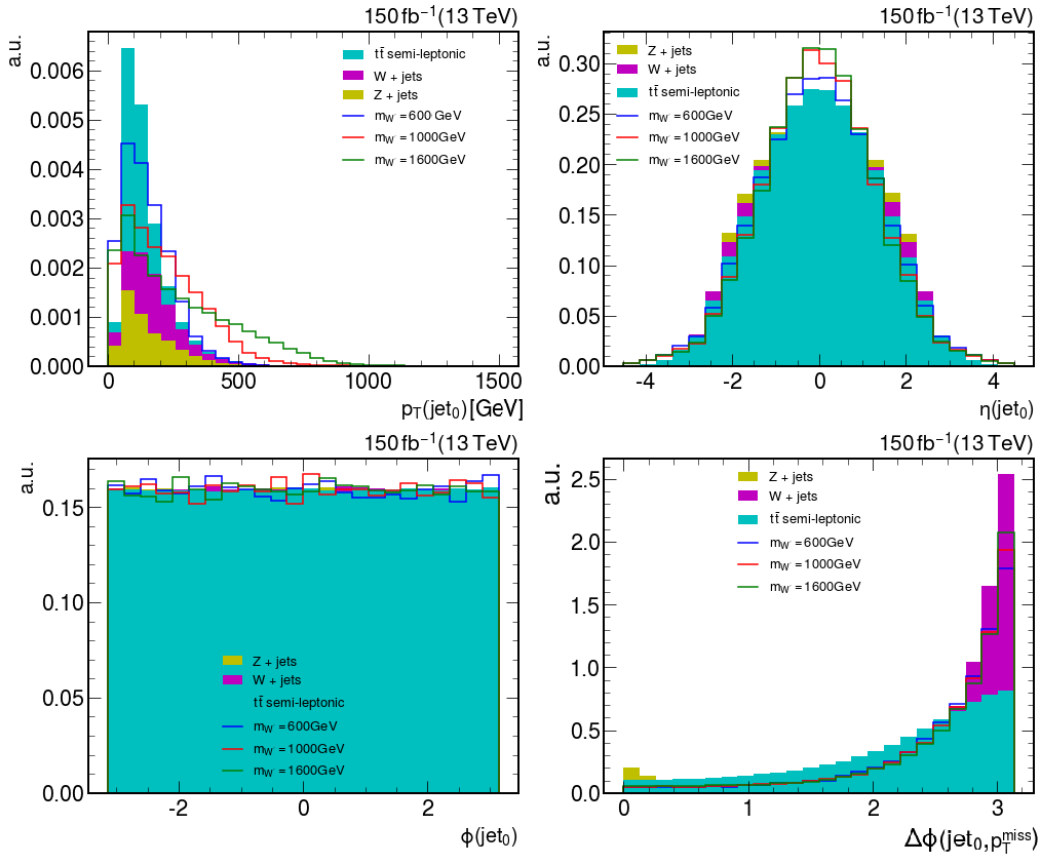 150 fb⁻¹ (13 TeV)
a.u.
tt̄ semi-leptonic
W + jets
Z + jets
m_W' = 600 GeV
m_W' = 1000GeV
m_W' = 1600GeV
0.006
0.005
0.004
0.003
0.002
0.001
0.000
0 500 1000 1500
p_T(jet₀) [GeV]
150 fb⁻¹ (13 TeV)
a.u.
Z + jets
W + jets
tt̄ semi-leptonic
m_W' = 600GeV
m_W' = 1000GeV
m_W' = 1600GeV
0.30
0.25
0.20
0.15
0.10
0.05
0.00
-4 -2 0 2 4
η(jet₀)
150 fb⁻¹ (13 TeV)
a.u.
0.15
0.10
0.05
0.00
Z + jets
W + jets
tt̄ semi-leptonic
m_W' = 600GeV
m_W' = 1000GeV
m_W' = 1600GeV
-2 0 2
ϕ(jet₀)
150 fb⁻¹ (13 TeV)
a.u.
Z + jets
W + jets
tt̄ semi-leptonic
m_W' = 600GeV
m_W' = 1000GeV
m_W' = 1600GeV
2.5
2.0
1.5
1.0
0.5
0.0
0 1 2 3
Δϕ(jet₀, p_T^miss)